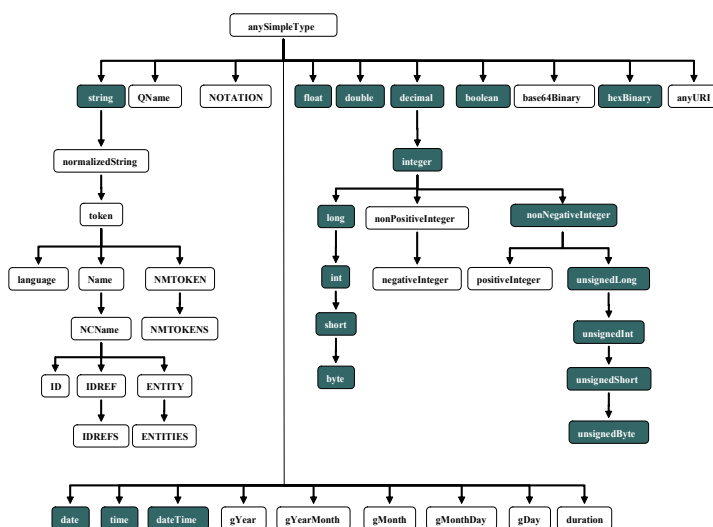 anySimpleType
string
QName
NOTATION
float
double
decimal
boolean
base64Binary
hexBinary
anyURI
normalizedString
integer
token
long
nonPositiveInteger
nonNegativeInteger
language
Name
NMTOKEN
int
negativeInteger
positiveInteger
unsignedLong
NCName
NMTOKENS
short
unsignedInt
ID
IDREF
ENTITY
byte
unsignedShort
IDREFS
ENTITIES
unsignedByte
date
time
dateTime
gYear
gYearMonth
gMonth
gMonthDay
gDay
duration